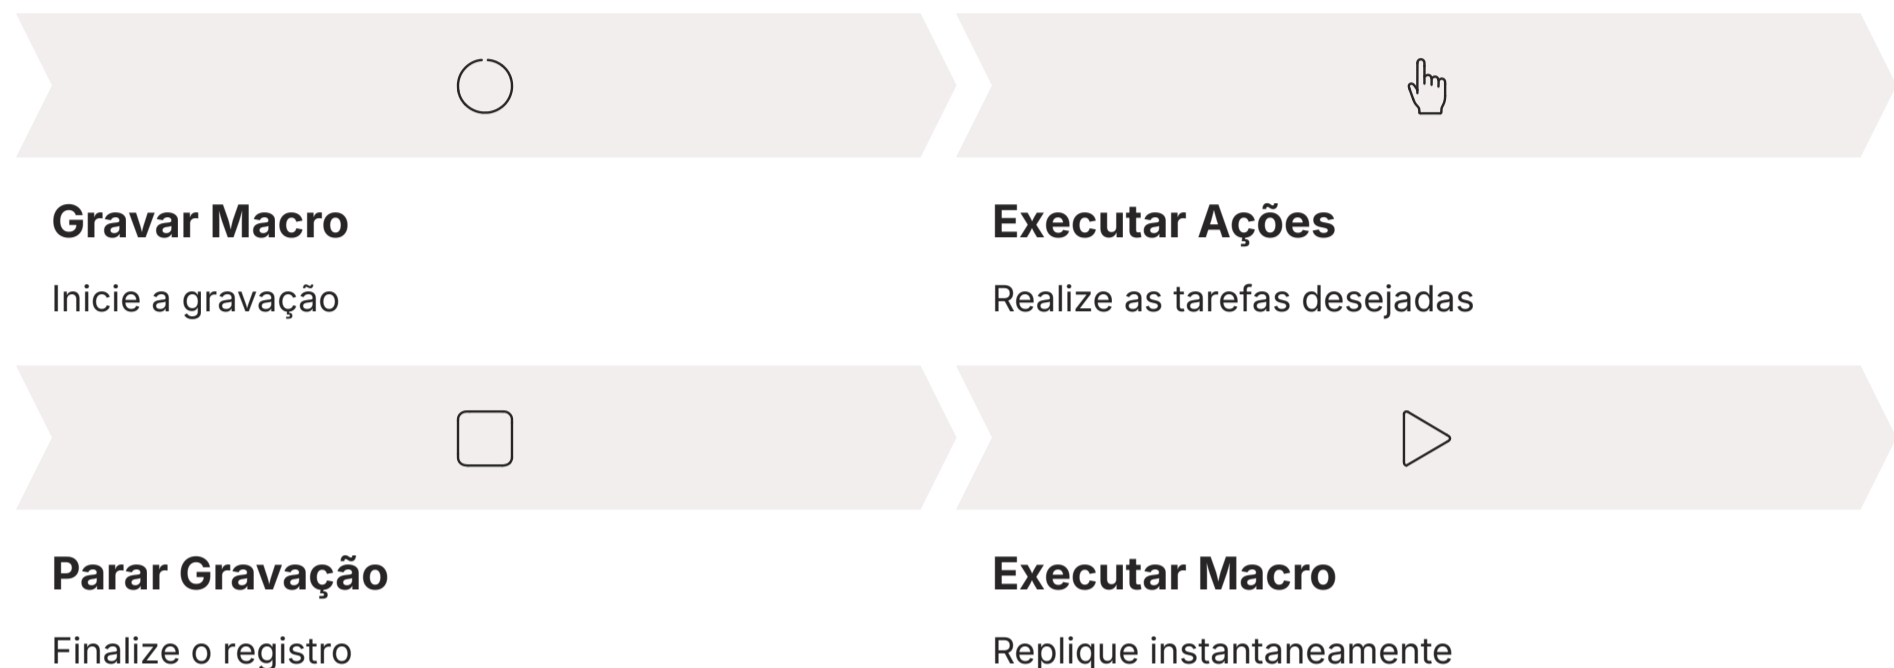 Gravar Macro
Inicie a gravação
Executar Ações
Realize as tarefas desejadas
Parar Gravação
Finalize o registro
Executar Macro
Replique instantaneamente